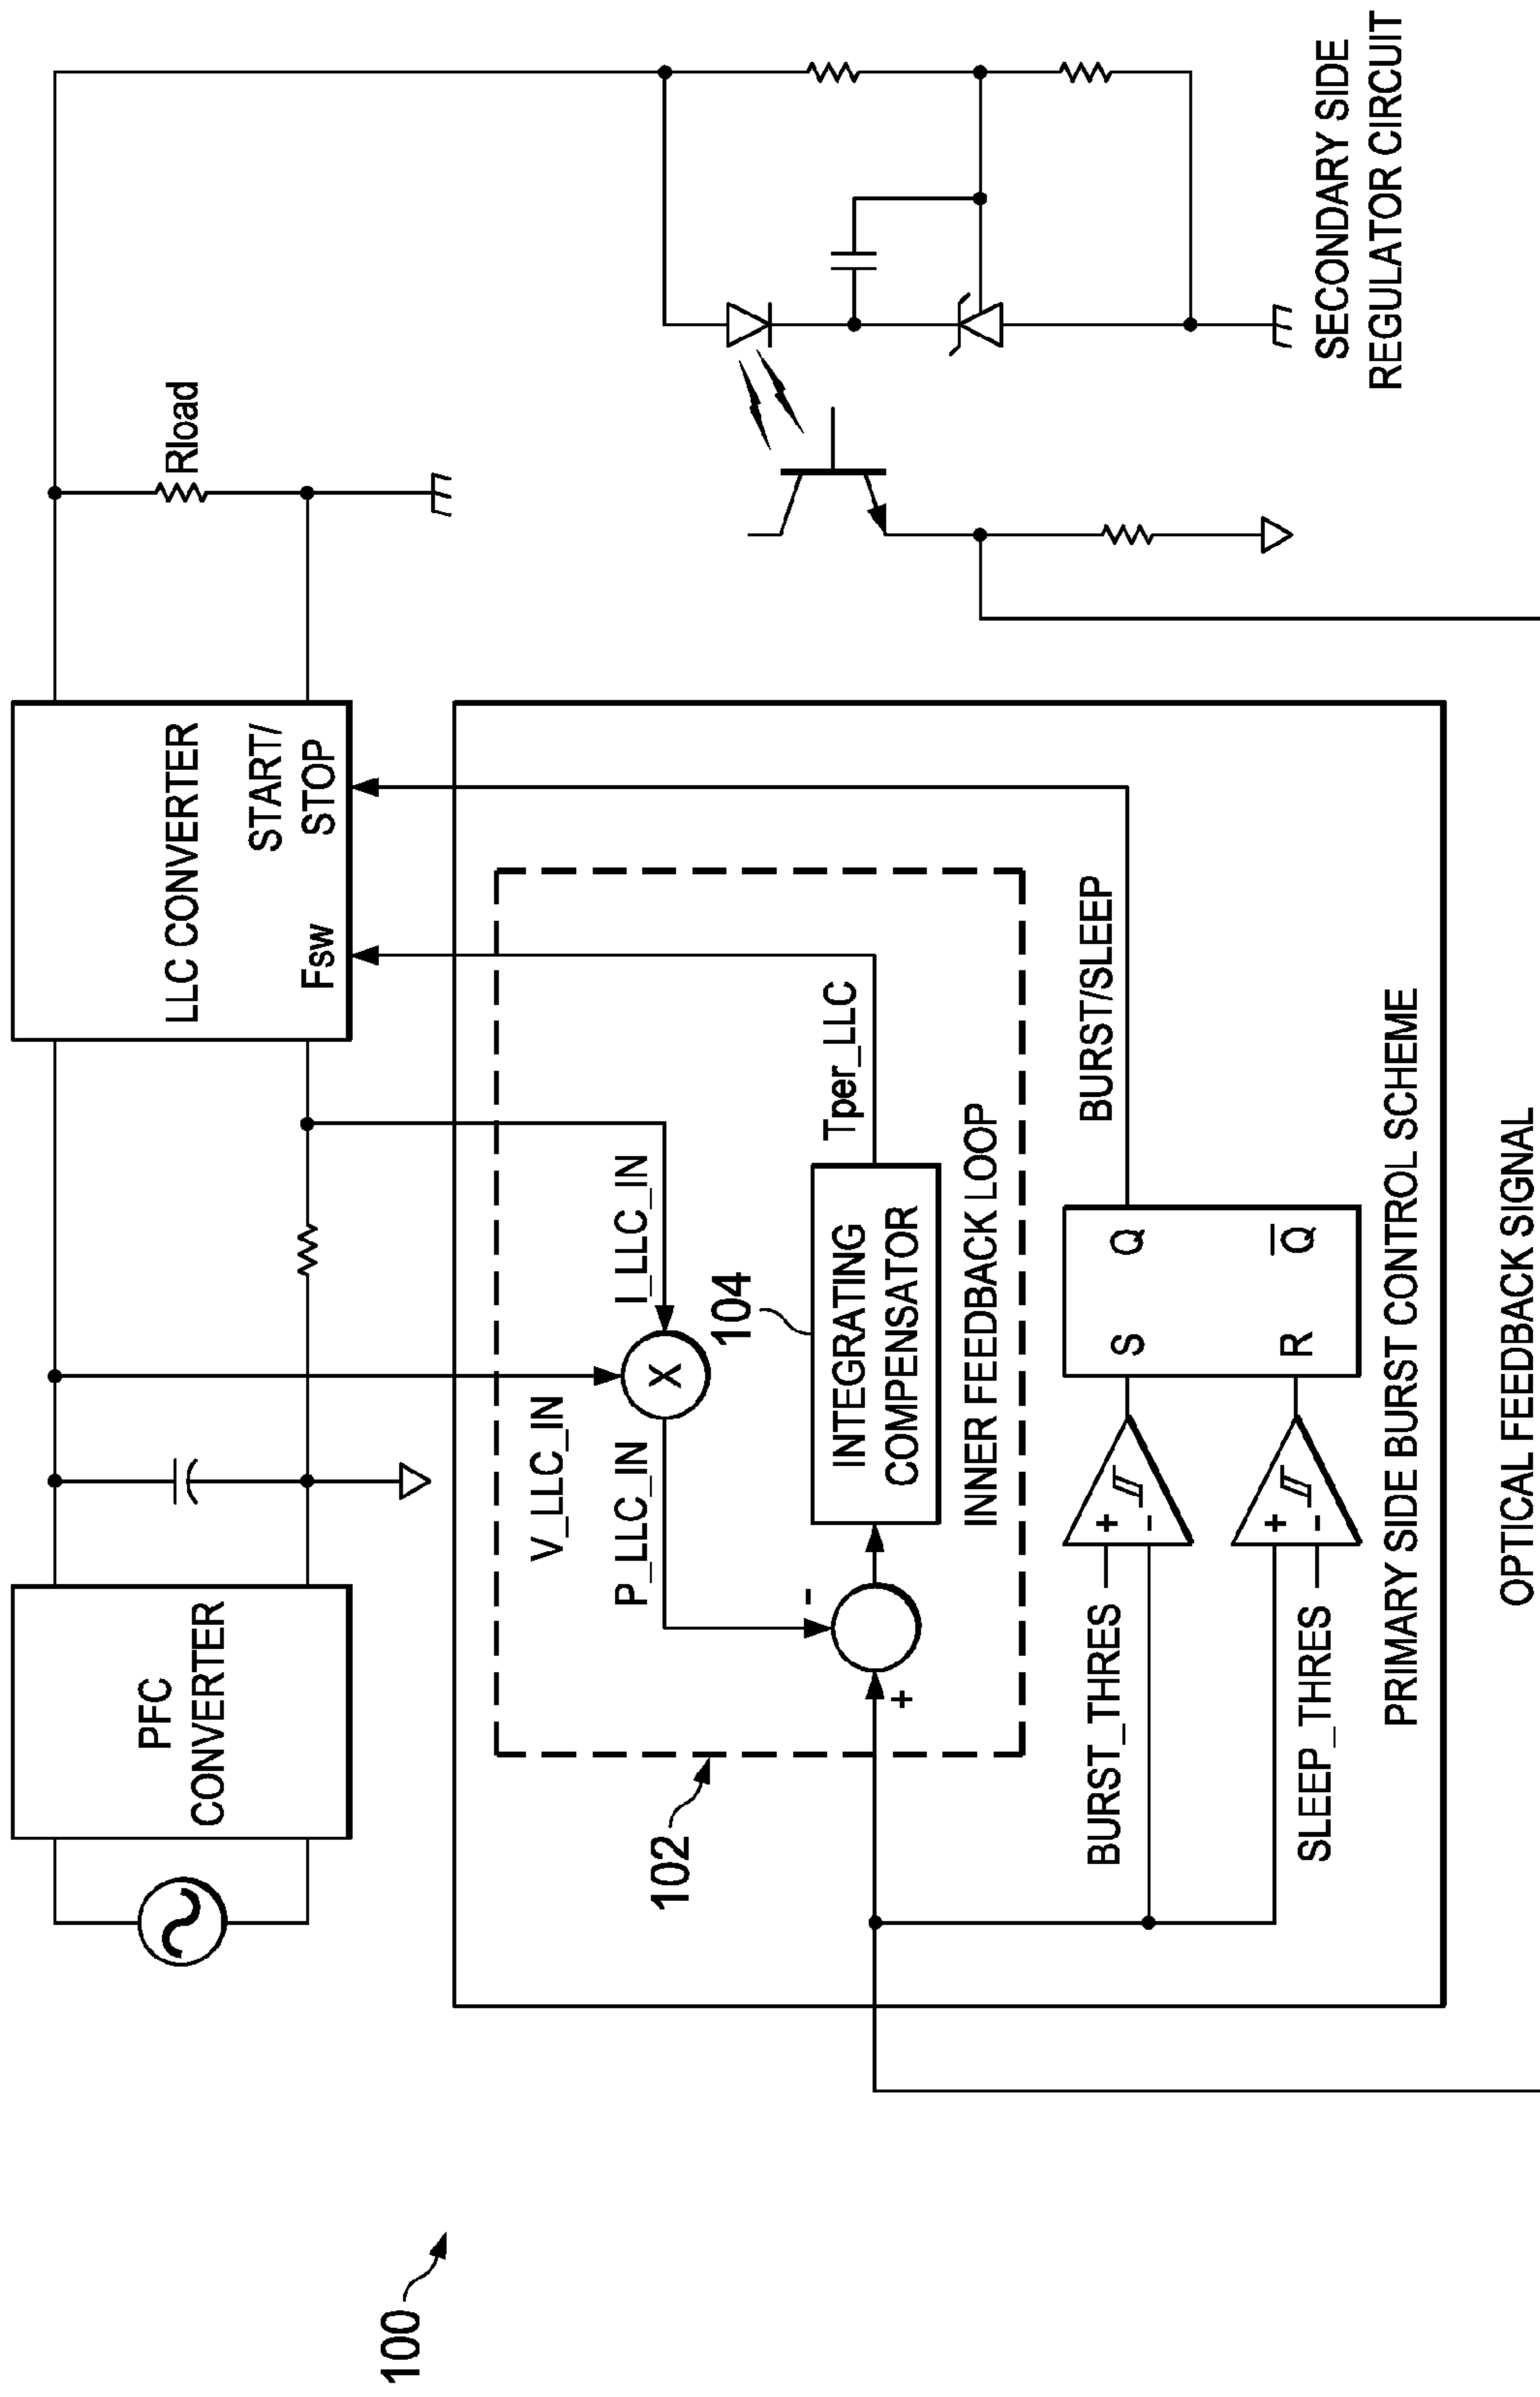 100
PFC
CONVERTER
LLC CONVERTER
Fsw
START/
STOP
Rload
V_LLC_IN
P_LLC_IN
I_LLC_IN
X
102
104
-
+
INTEGRATING
COMPENSATOR
Tper_LLC
INNER FEEDBACK LOOP
BURST_THRES
+
-
SLEEP_THRES
+
-
S
Q
R
Q̅
BURST/SLEEP
PRIMARY SIDE BURST CONTROL SCHEME
SECONDARY SIDE
REGULATOR CIRCUIT
OPTICAL FEEDBACK SIGNAL